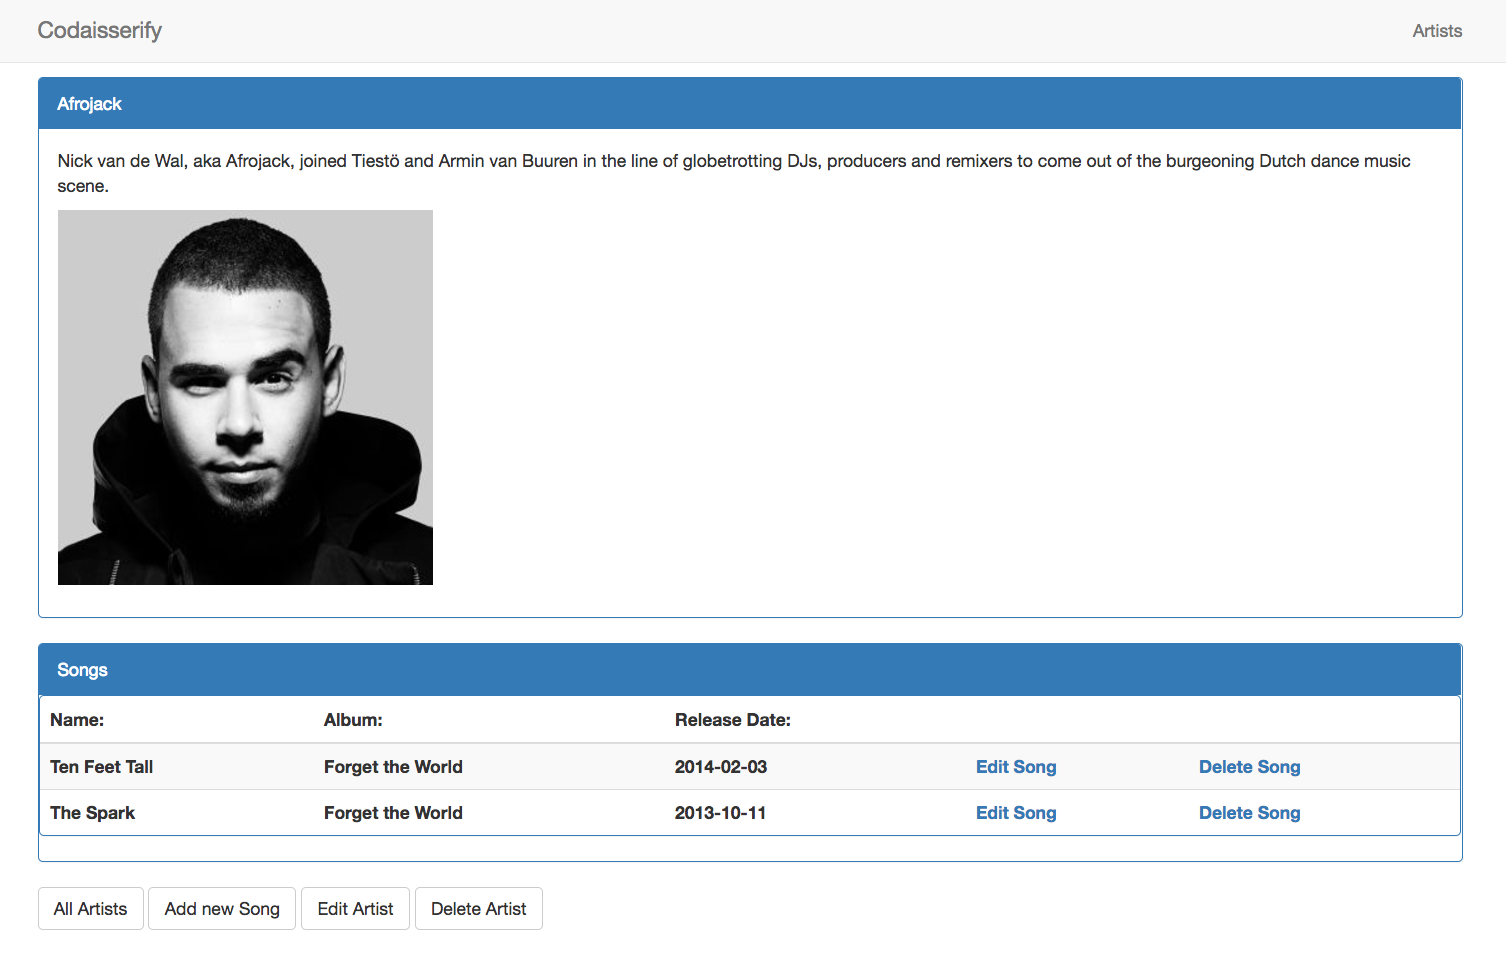 Codaisserify Artists
Afrojack
Nick van de Wal, aka Afrojack, joined Tiestö and Armin van Buuren in the line of globetrotting DJs, producers and remixers to come out of the burgeoning Dutch dance music
scene.
Songs
Name: Album: Release Date:
Ten Feet Tall Forget the World 2014-02-03 Edit Song Delete Song
The Spark Forget the World 2013-10-11 Edit Song Delete Song
All Artists Add new Song Edit Artist Delete Artist